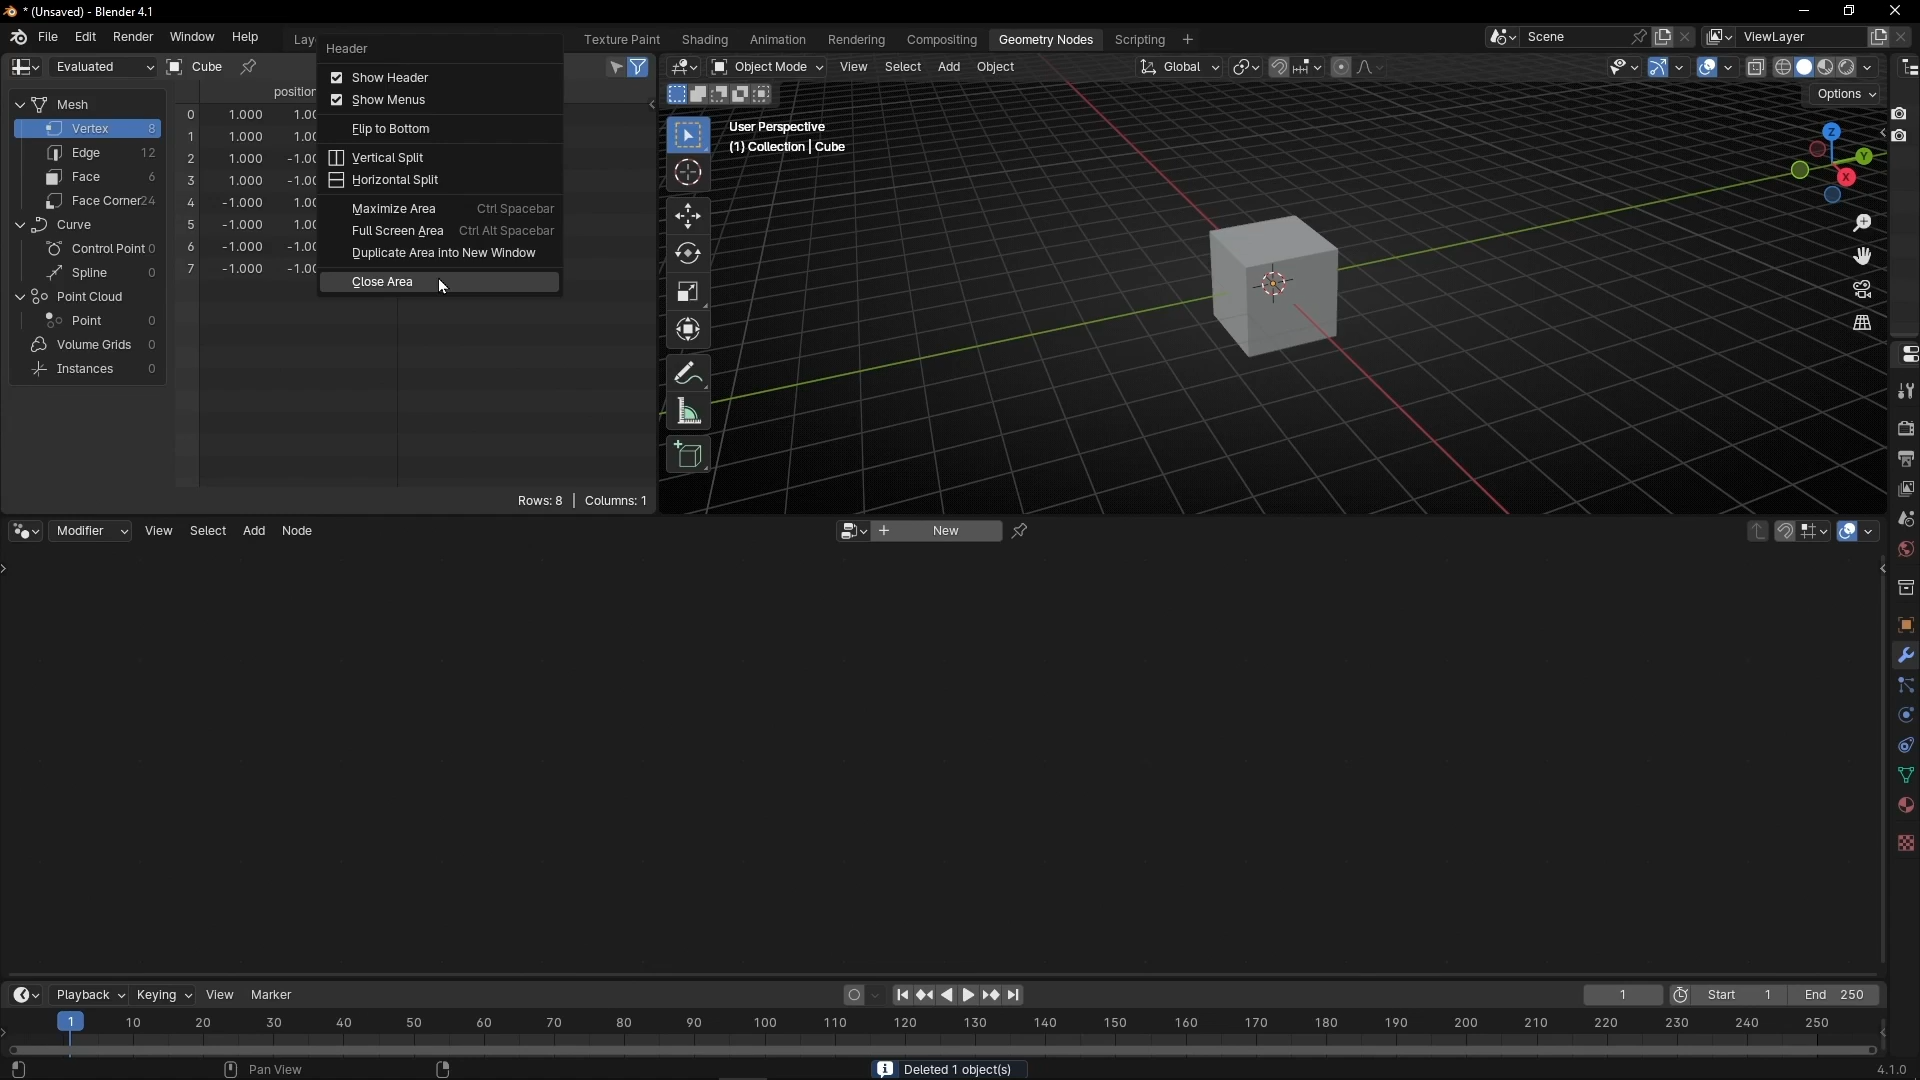 * (Unsaved) - Blender 4.1
File Edit Render Window Help Texture Paint Shading Animation Rendering Compositing Geometry Nodes Scripting + Scene ViewLayer
Header
Evaluated Cube Object Mode View Select Add Object Global
Show Header
Show Menus
Flip to Bottom
Vertical Split
Horizontal Split
Maximize Area Ctrl Spacebar
Full Screen Area Ctrl Alt Spacebar
Duplicate Area into New Window
Close Area
Options
Mesh
Vertex 8
Edge 12
Face 6
Face Corner 24
Curve
Control Point 0
Spline 0
Point Cloud
Point 0
Volume Grids 0
Instances 0
position
0 1.000
1 1.000
2 1.000
3 1.000
4 -1.000
5 -1.000
6 -1.000
7 -1.000
Rows: 8 | Columns: 1
User Perspective
(1) Collection | Cube
Z
Y
X
Modifier View Select Add Node + New
Playback Keying View Marker 1 Start 1 End 250
1 10 20 30 40 50 60 70 80 90 100 110 120 130 140 150 160 170 180 190 200 210 220 230 240 250
Pan View Deleted 1 object(s) 4.1.0